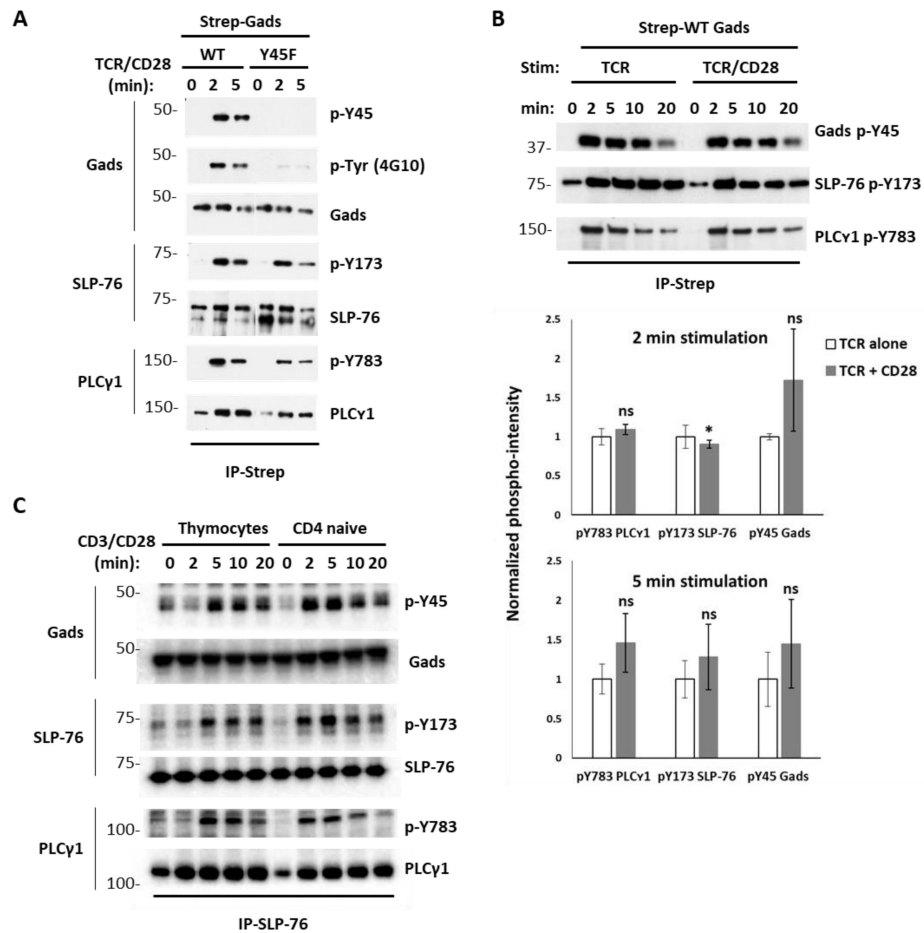 A
Strep-Gads
TCR/CD28 WT Y45F
(min): 0 2 5 0 2 5
50- p-Y45
Gads 50- p-Tyr (4G10)
50- Gads
75- p-Y173
SLP-76
75- SLP-76
150- p-Y783
PLCγ1
150- PLCγ1
IP-Strep
B
Strep-WT Gads
Stim: TCR TCR/CD28
min: 0 2 5 10 20 0 2 5 10 20
37- Gads p-Y45
75- SLP-76 p-Y173
150- PLCγ1 p-Y783
IP-Strep
Normalized phospho-intensity
2 min stimulation
TCR alone
TCR + CD28
2.5
2
1.5
1
0.5
0
ns * ns
pY783 PLCγ1 pY173 SLP-76 pY45 Gads
5 min stimulation
2.5
2
1.5
1
0.5
0
ns ns ns
pY783 PLCγ1 pY173 SLP-76 pY45 Gads
C
CD3/CD28 Thymocytes CD4 naive
(min): 0 2 5 10 20 0 2 5 10 20
50- p-Y45
Gads
50- Gads
75- p-Y173
SLP-76
75- SLP-76
100- p-Y783
PLCγ1
100- PLCγ1
IP-SLP-76